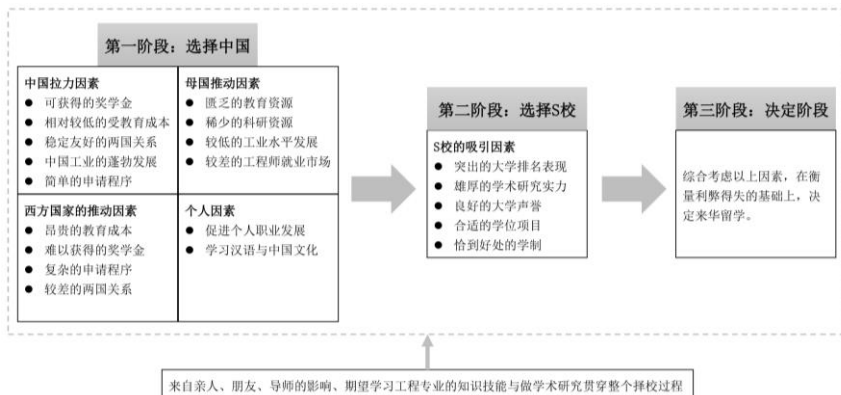 第一阶段：选择中国
中国拉力因素
● 可获得的奖学金
● 相对较低的受教育成本
● 稳定友好的两国关系
● 中国工业的蓬勃发展
● 简单的申请程序
母国推动因素
● 匮乏的教育资源
● 稀少的科研资源
● 较低的工业水平发展
● 较差的工程师就业市场
西方国家的推动因素
● 昂贵的教育成本
● 难以获得的奖学金
● 复杂的申请程序
● 较差的两国关系
个人因素
● 促进个人职业发展
● 学习汉语与中国文化
第二阶段：选择S校
S校的吸引因素
● 突出的大学排名表现
● 雄厚的学术研究实力
● 良好的大学声誉
● 合适的学位项目
● 恰到好处的学制
第三阶段：决定阶段
综合考虑以上因素，在衡
量利弊得失的基础上，决
定来华留学。
来自亲人、朋友、导师的影响、期望学习工程专业的知识技能与做学术研究贯穿整个择校过程